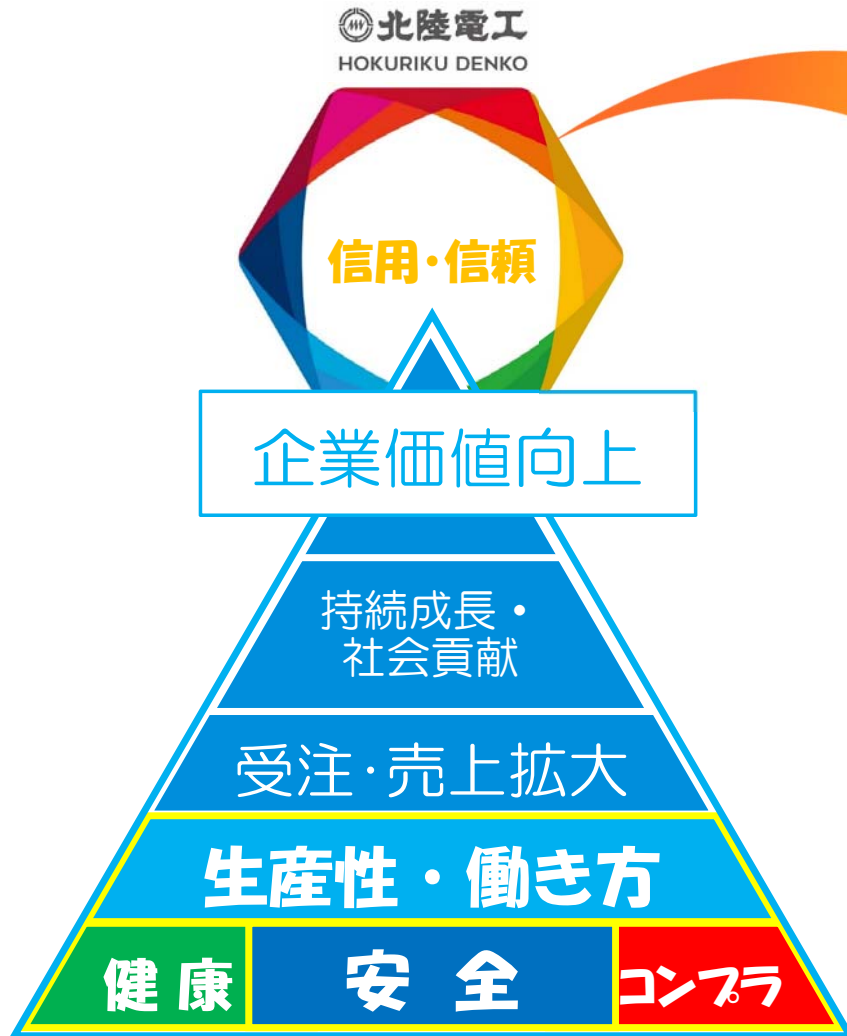 北陸電工
HOKURIKU DENKO
信用・信頼
企業価値向上
持続成長・
社会貢献
受注・売上拡大
生産性・働き方
健康
安全
コンプラ